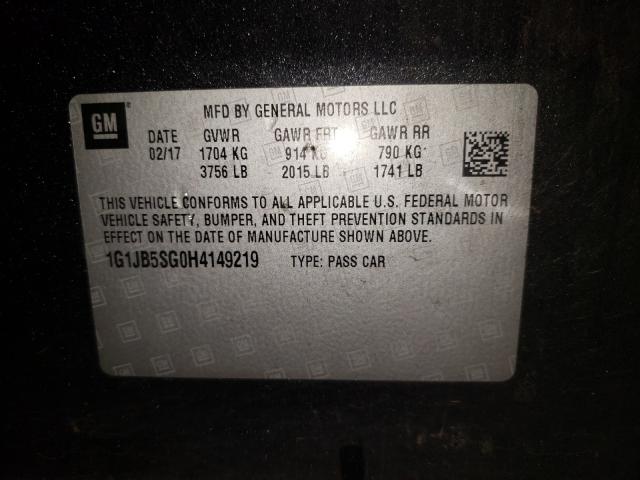 GM
MFD BY GENERAL MOTORS LLC
DATE GVWR GAWR FRT GAWR RR
02/17 1704 KG 914 KG 790 KG
3756 LB 2015 LB 1741 LB
THIS VEHICLE CONFORMS TO ALL APPLICABLE U.S. FEDERAL MOTOR
VEHICLE SAFETY, BUMPER, AND THEFT PREVENTION STANDARDS IN
EFFECT ON THE DATE OF MANUFACTURE SHOWN ABOVE.
1G1JB5SG0H4149219 TYPE: PASS CAR